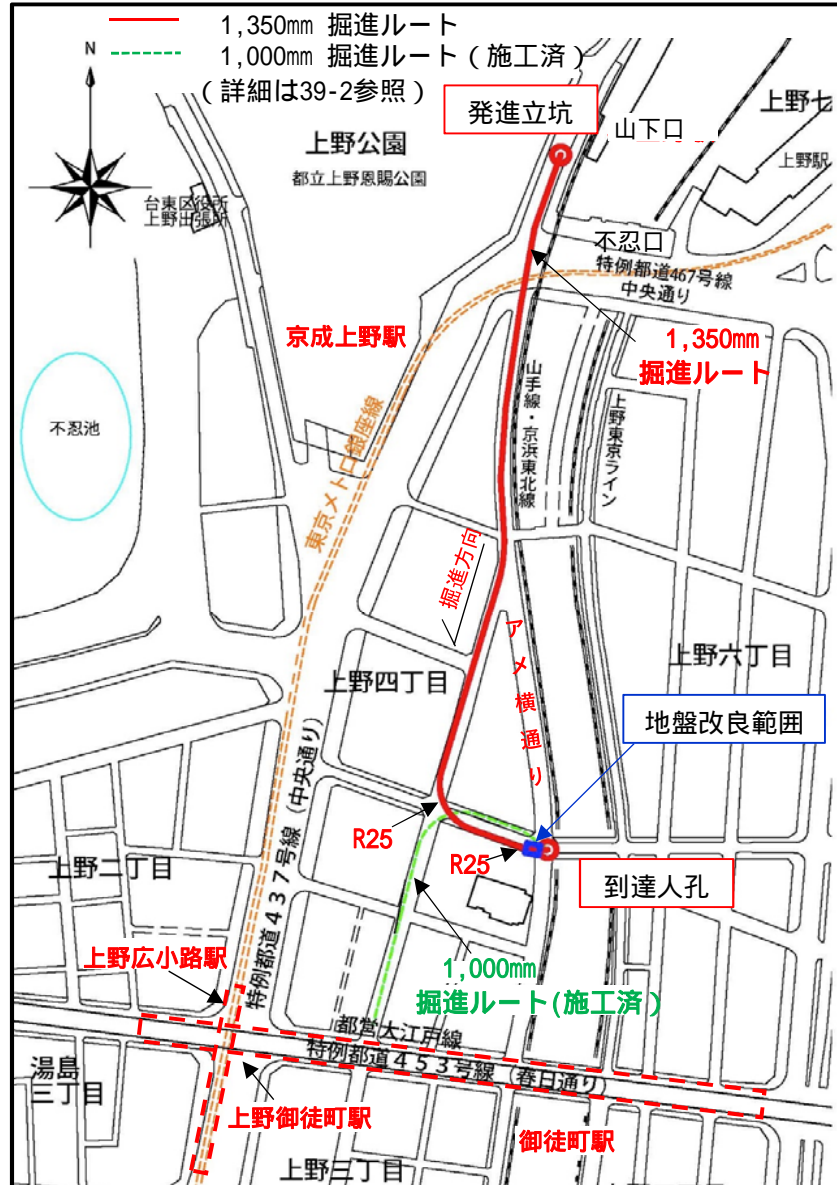 1,350㎜ 掘進ルート
1,000㎜ 掘進ルート(施工済)
(詳細は39-2参照)
N
発進立坑
山下口
上野七
上野公園
都立上野恩賜公園
上野駅
台東区役所
上野出張所
不忍口
特例都道467号線
中央通り
京成上野駅
1,350㎜
掘進ルート
不忍池
山手線・京浜東北線
上野東京ライン
東京メトロ銀座線
掘進方向
アメ横通り
上野六丁目
上野四丁目
地盤改良範囲
特例都道437号線(中央通り)
R25
R25
上野二丁目
到達人孔
上野広小路駅
1,000㎜
掘進ルート(施工済)
都営大江戸線
特例都道453号線(春日通り)
湯島
三丁目
上野御徒町駅
御徒町駅
上野三丁目